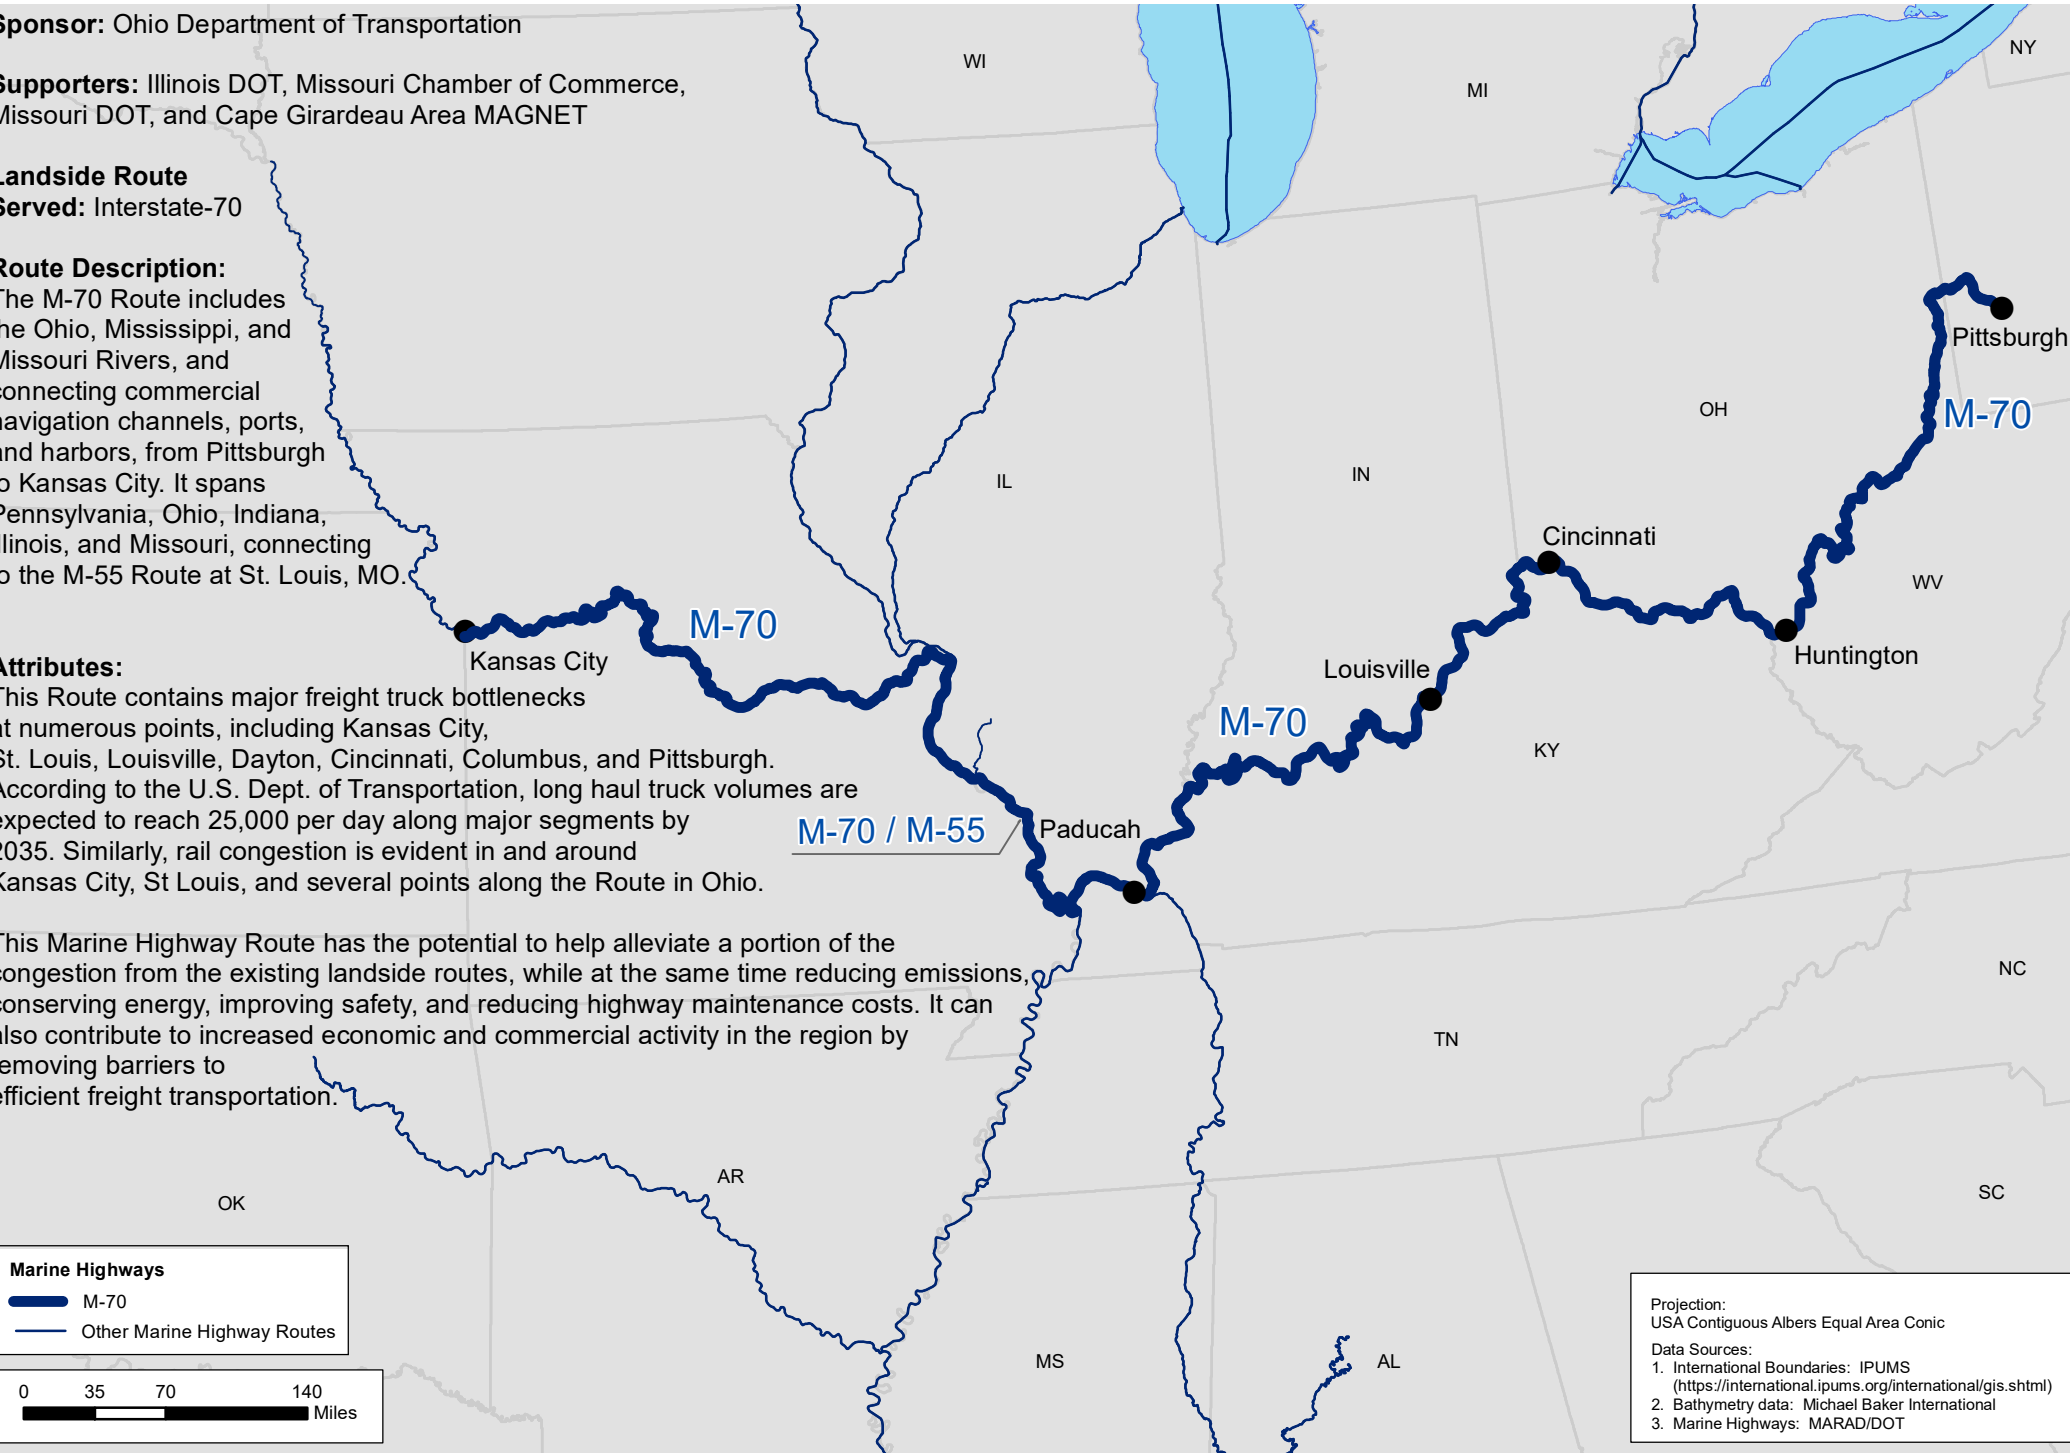 Sponsor: Ohio Department of Transportation
Supporters: Illinois DOT, Missouri Chamber of Commerce,
Missouri DOT, and Cape Girardeau Area MAGNET
Landside Route
Served: Interstate-70
Route Description:
The M-70 Route includes
the Ohio, Mississippi, and
Missouri Rivers, and
connecting commercial
navigation channels, ports,
and harbors, from Pittsburgh
to Kansas City. It spans
Pennsylvania, Ohio, Indiana,
Illinois, and Missouri, connecting
to the M-55 Route at St. Louis, MO.
Attributes:
This Route contains major freight truck bottlenecks
at numerous points, including Kansas City,
St. Louis, Louisville, Dayton, Cincinnati, Columbus, and Pittsburgh.
According to the U.S. Dept. of Transportation, long haul truck volumes are
expected to reach 25,000 per day along major segments by
2035. Similarly, rail congestion is evident in and around
Kansas City, St Louis, and several points along the Route in Ohio.
This Marine Highway Route has the potential to help alleviate a portion of the
congestion from the existing landside routes, while at the same time reducing emissions,
conserving energy, improving safety, and reducing highway maintenance costs. It can
also contribute to increased economic and commercial activity in the region by
removing barriers to
efficient freight transportation.
WI
MI
NY
Pittsburgh
M-70
OH
IN
IL
Cincinnati
WV
Huntington
M-70
Kansas City
Louisville
M-70
KY
M-70 / M-55
Paducah
NC
TN
AR
OK
SC
MS
AL
Marine Highways
M-70
Other Marine Highway Routes
0 35 70 140
Miles
Projection:
USA Contiguous Albers Equal Area Conic
Data Sources:
1. International Boundaries: IPUMS
(https://international.ipums.org/international/gis.shtml)
2. Bathymetry data: Michael Baker International
3. Marine Highways: MARAD/DOT